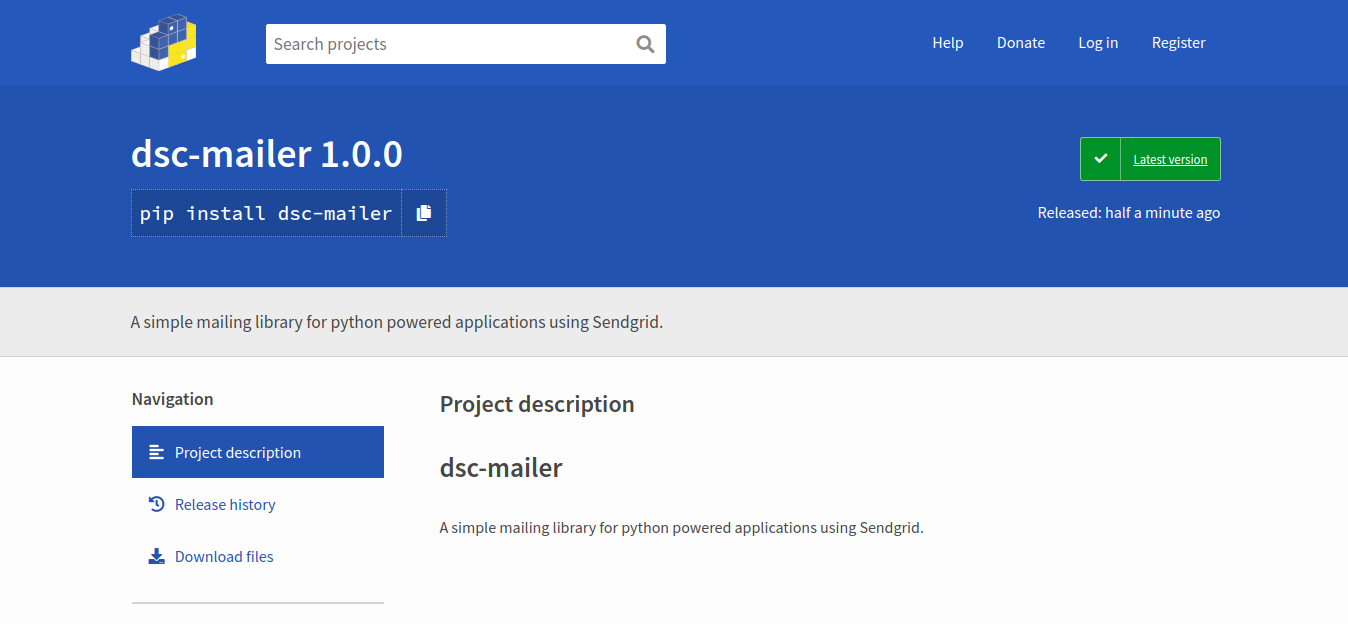 Search projects
Help
Donate
Log in
Register
dsc-mailer 1.0.0
Latest version
pip install dsc-mailer
Released: half a minute ago
A simple mailing library for python powered applications using Sendgrid.
Navigation
Project description
Release history
Download files
Project description
dsc-mailer
A simple mailing library for python powered applications using Sendgrid.